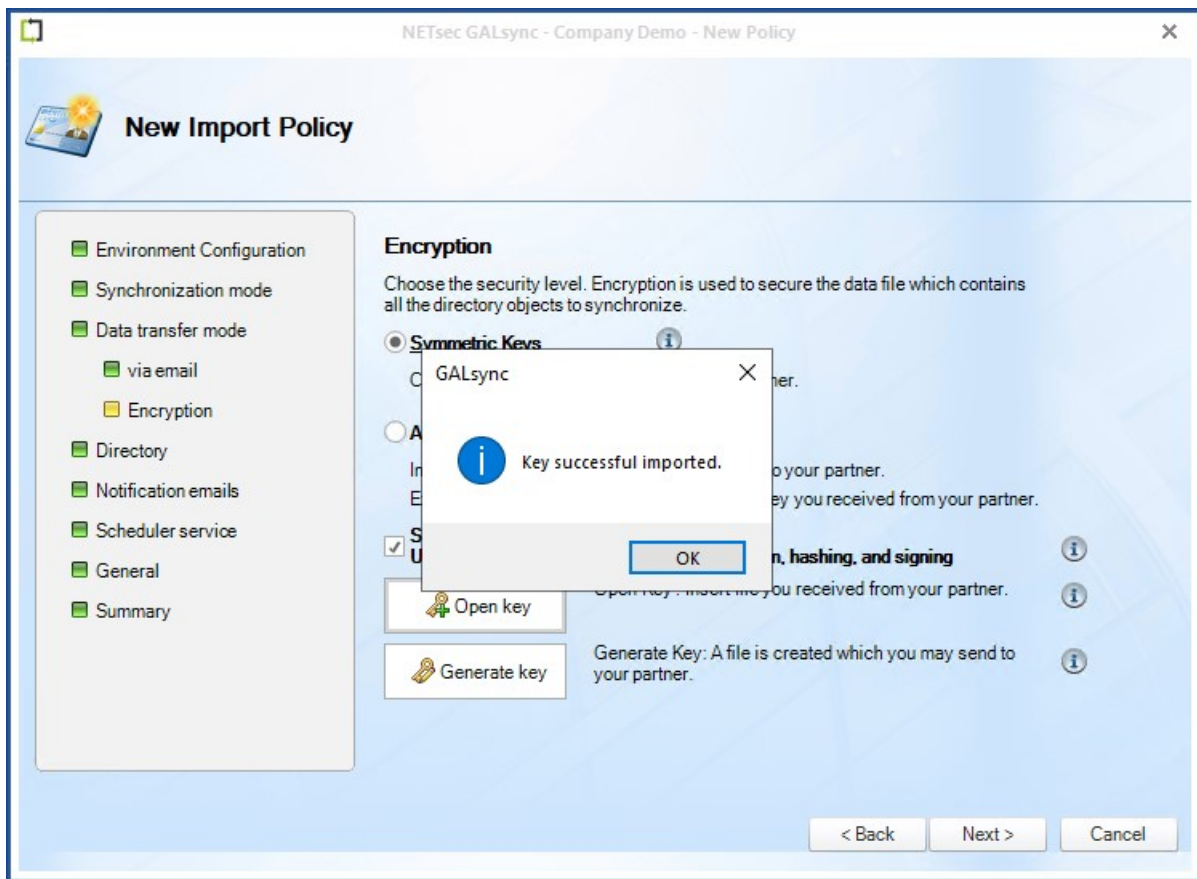 NETsec GALsync - Company Demo - New Policy
New Import Policy
Environment Configuration
Synchronization mode
Data transfer mode
via email
Encryption
Directory
Notification emails
Scheduler service
General
Summary
Encryption
Choose the security level. Encryption is used to secure the data file which contains
all the directory objects to synchronize.
Symmetric Keys
GALsync
Key successful imported.
OK
o your partner.
you received from your partner.
n, hashing, and signing
Open key
you received from your partner.
Generate key
Generate Key: A file is created which you may send to
your partner.
< Back
Next >
Cancel